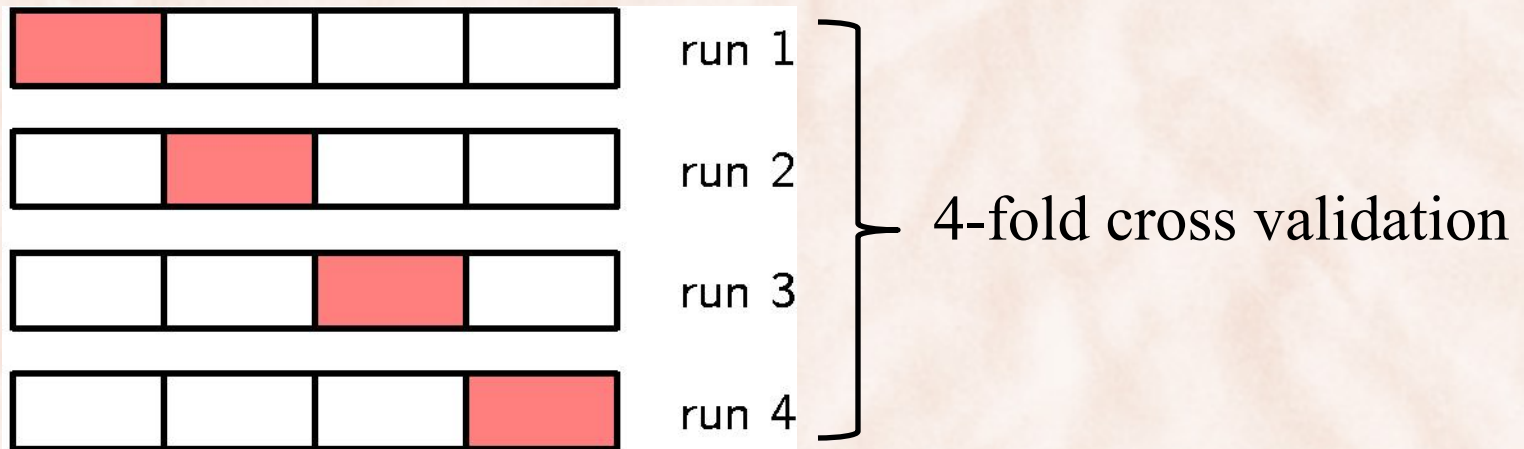 run 1
run 2
4-fold cross validation
run 3
run 4